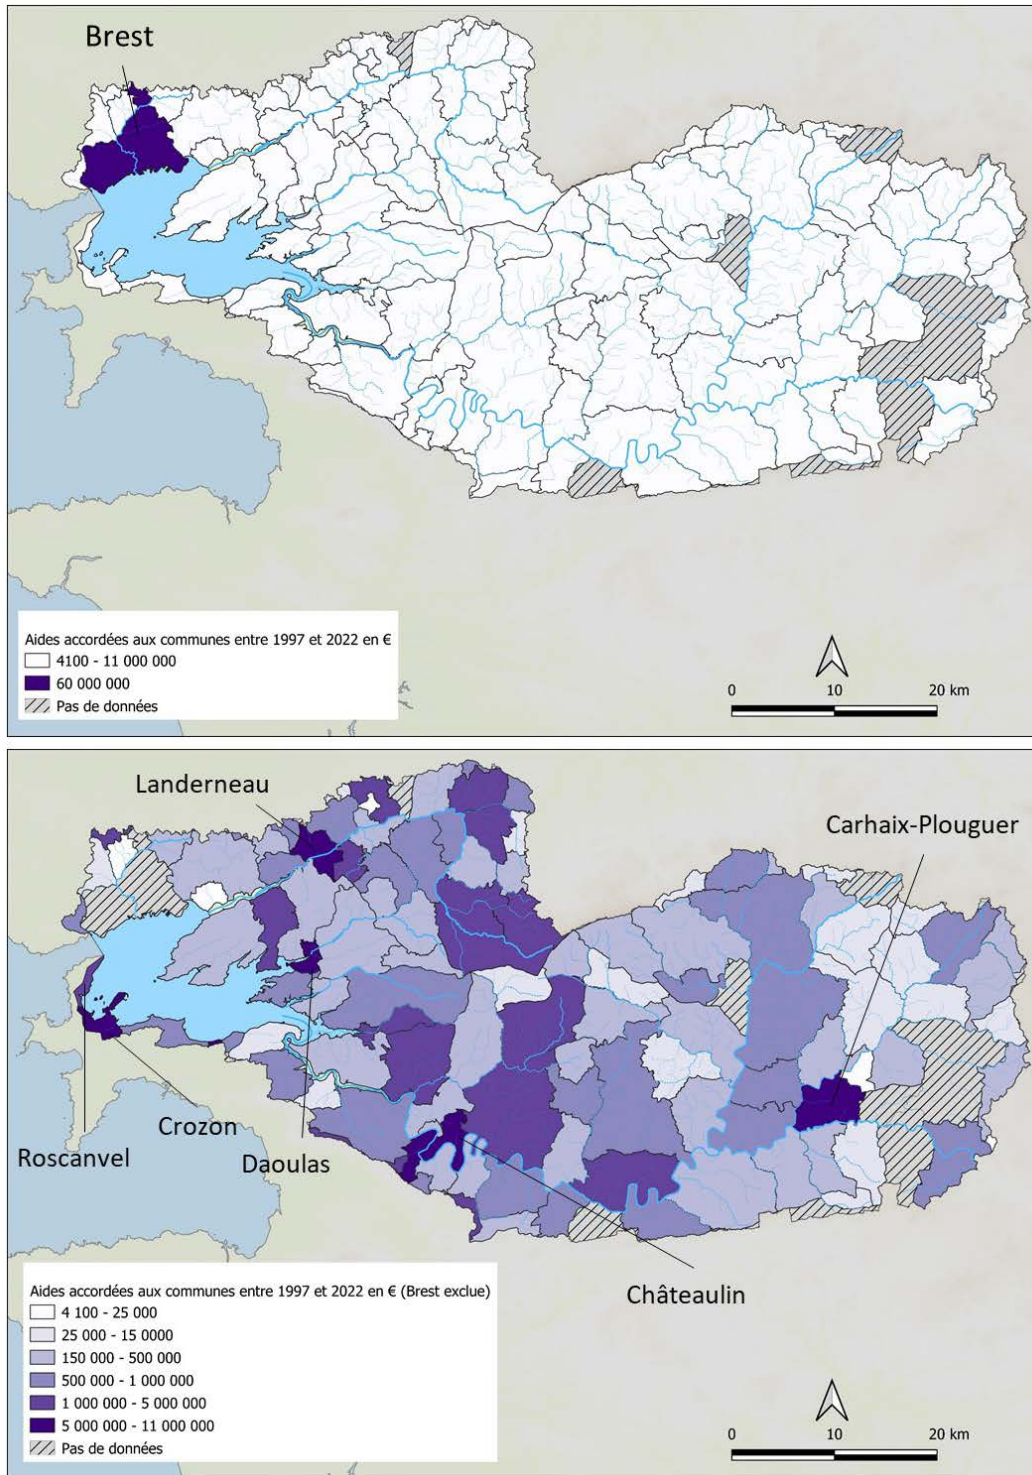 Brest
Aides accordées aux communes entre 1997 et 2022 en €
4100 - 11 000 000
60 000 000
Pas de données
0 10 20 km
Landerneau
Carhaix-Plouguer
Crozon
Roscanvel
Daoulas
Châteaulin
Aides accordées aux communes entre 1997 et 2022 en € (Brest exclue)
4 100 - 25 000
25 000 - 15 0000
150 000 - 500 000
500 000 - 1 000 000
1 000 000 - 5 000 000
5 000 000 - 11 000 000
Pas de données
0 10 20 km